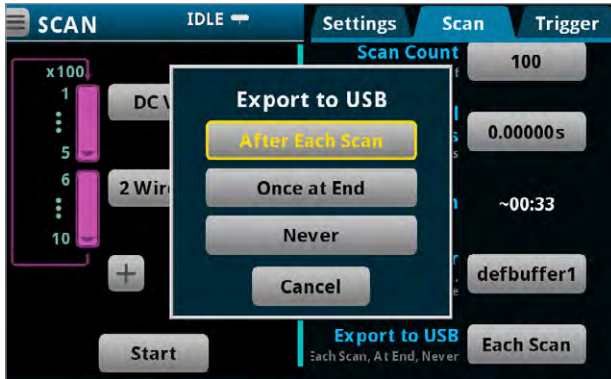 SCAN
IDLE
Settings
Scan
Trigger
x100
1
5
6
10
DC
2 Wir
Start
Scan Count
100
0.00000s
~00:33
defbuffer1
Export to USB
Each Scan, At End, Never
Each Scan
Export to USB
After Each Scan
Once at End
Never
Cancel